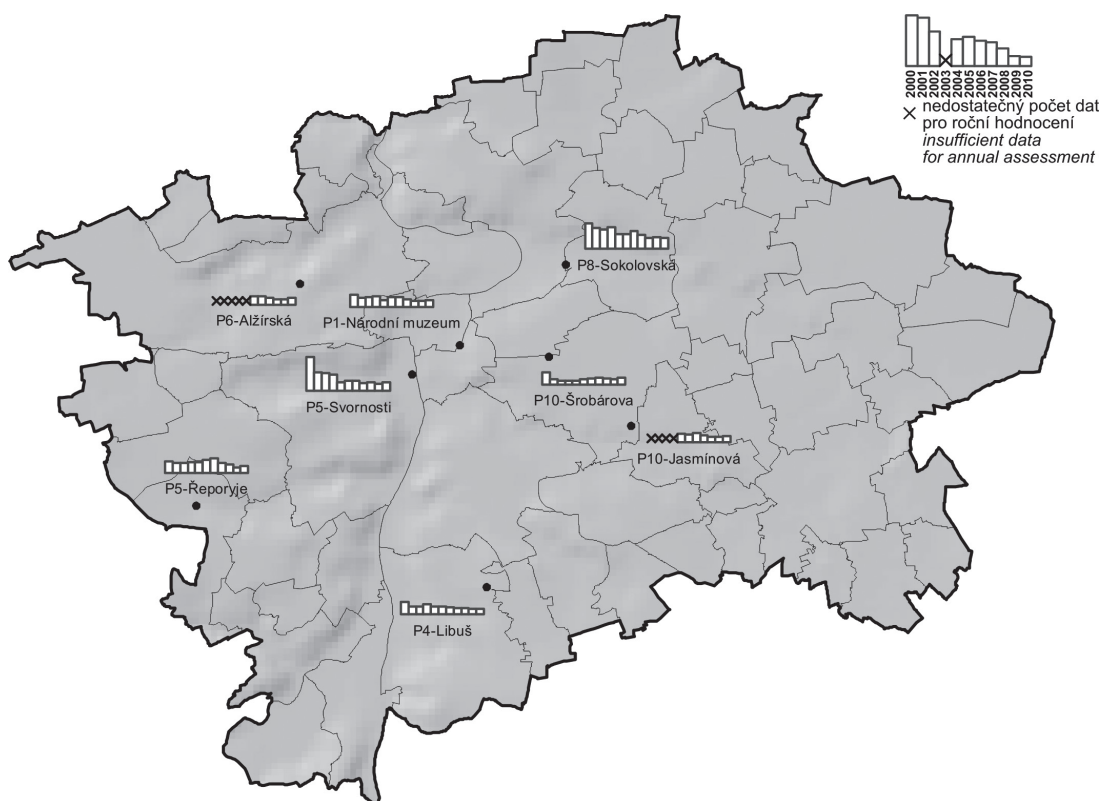 2000
2001
2002
2003
2004
2005
2006
2007
2008
2009
2010
× nedostatečný počet dat
pro roční hodnocení
insufficient data
for annual assessment
P8-Sokolovská
P6-Alžírská
P1-Národní muzeum
P5-Svornosti
P10-Šrobárova
P10-Jasmínová
P5-Řeporyje
P4-Libuš